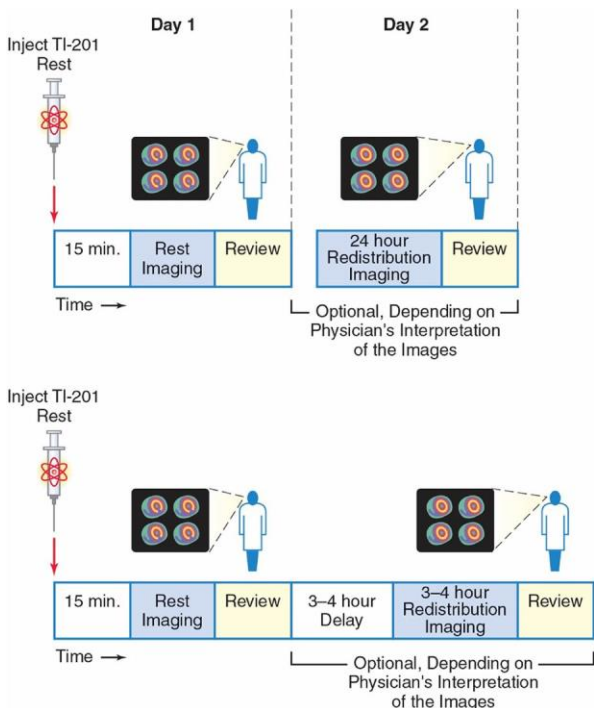 Day 1
Day 2
Inject TI-201
Rest
15 min.
Rest
Imaging
Review
24 hour
Redistribution
Imaging
Review
Time
Optional, Depending on
Physician's Interpretation
of the Images
Inject TI-201
Rest
15 min.
Rest
Imaging
Review
3–4 hour
Delay
3–4 hour
Redistribution
Imaging
Review
Time
Optional, Depending on
Physician's Interpretation
of the Images